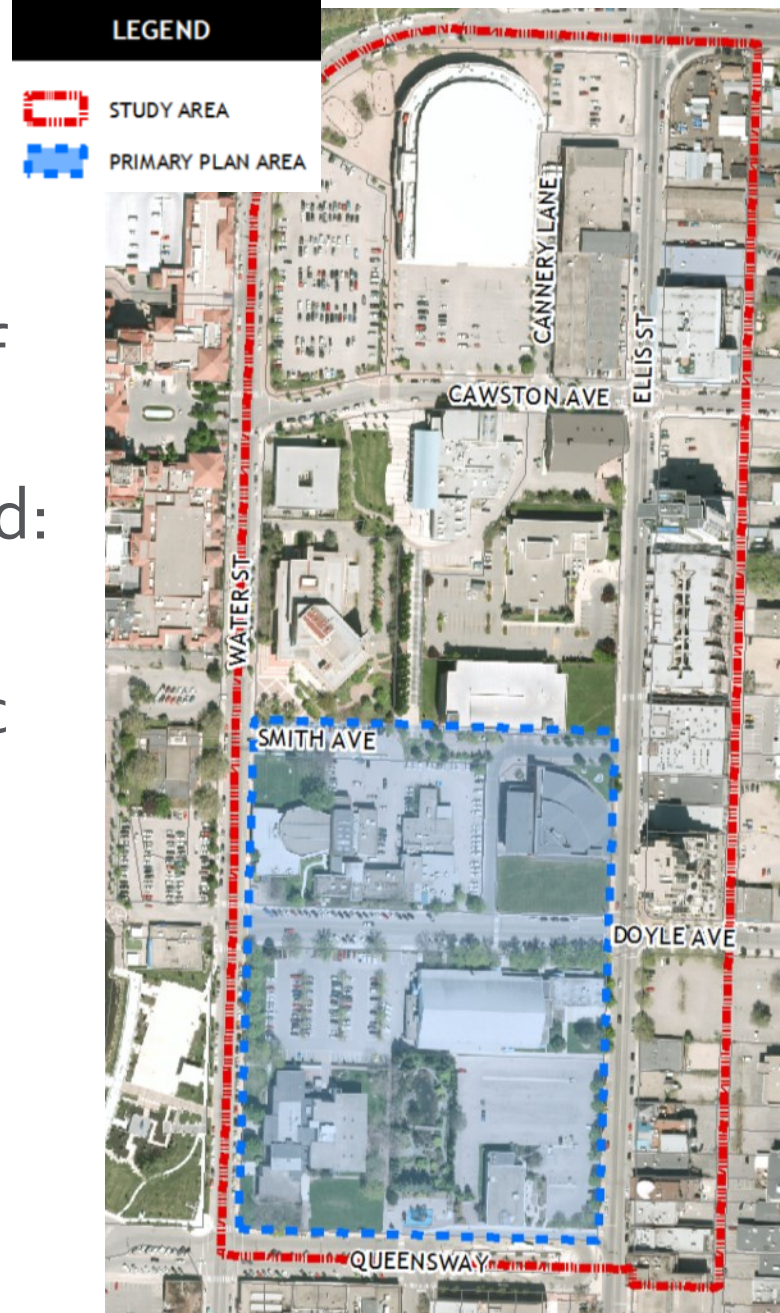 LEGEND
STUDY AREA
PRIMARY PLAN AREA
f
d:
c
CANNERY LANE
ELLIS ST
CAWSTON AVE
WATER ST
SMITH AVE
DOYLE AVE
QUEENSWAY